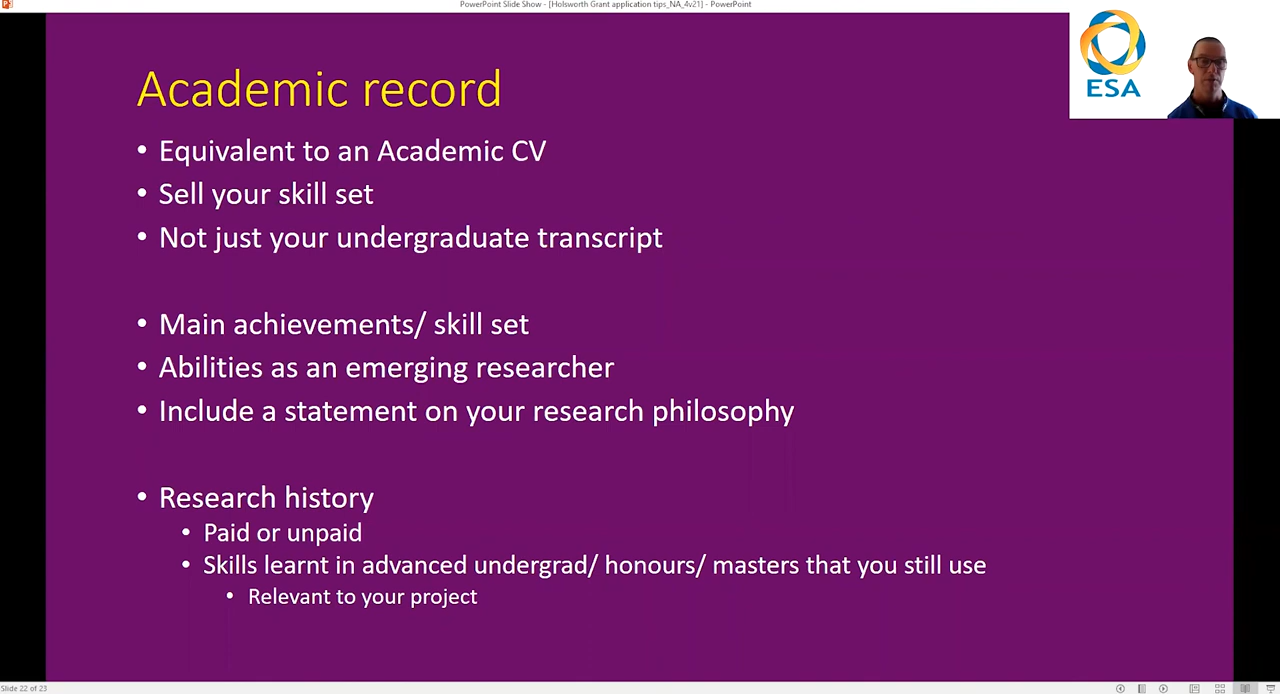 PowerPoint Slide Show - [Holsworth Grant application tips_NA_4v21] - PowerPoint
ESA
Academic record
• Equivalent to an Academic CV
• Sell your skill set
• Not just your undergraduate transcript
• Main achievements/ skill set
• Abilities as an emerging researcher
• Include a statement on your research philosophy
• Research history
• Paid or unpaid
• Skills learnt in advanced undergrad/ honours/ masters that you still use
• Relevant to your project
Slide 22 of 23